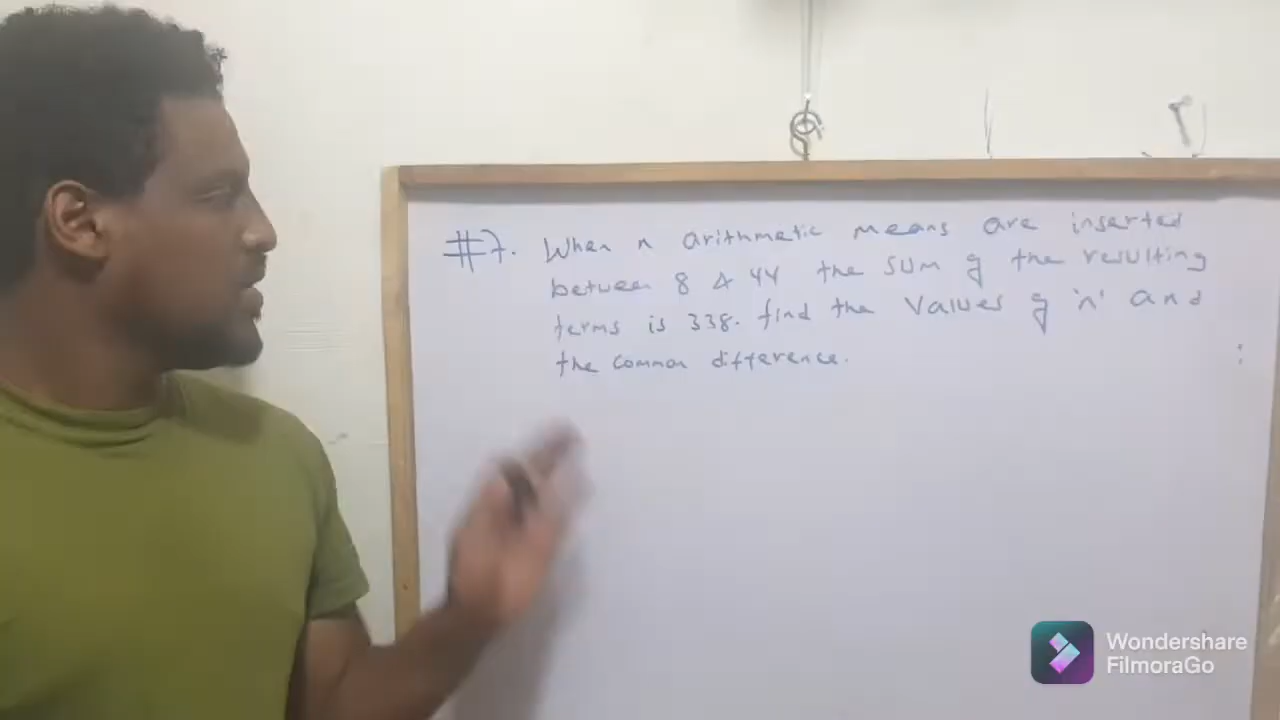 #7. When n arithmetic means are inserted
between 8 & 44 the sum of the resulting
terms is 338. find the values of 'n' and
the common difference.
Wondershare
FilmoraGo